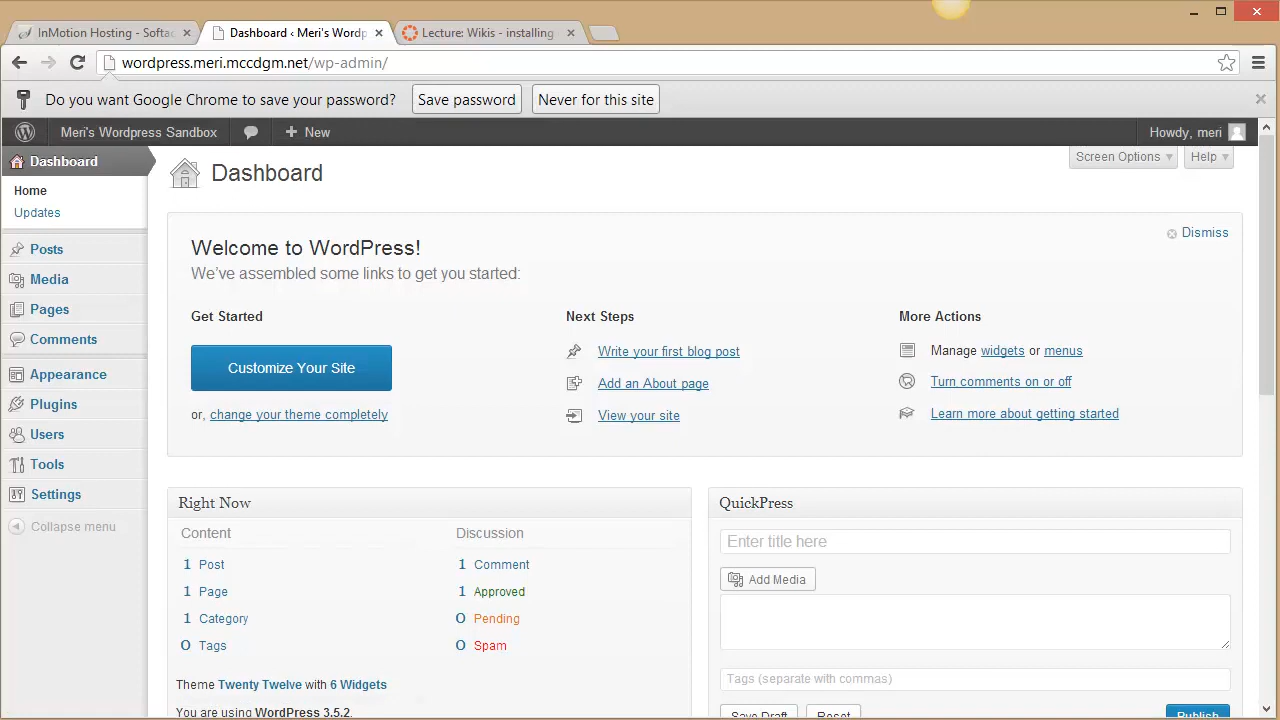 InMotion Hosting - Softac
Dashboard ‹ Meri's Wordp
Lecture: Wikis - installing
wordpress.meri.mccdgm.net/wp-admin/
Do you want Google Chrome to save your password?
Save password
Never for this site
Meri's Wordpress Sandbox
New
Howdy, meri
Dashboard
Home
Updates
Posts
Media
Pages
Comments
Appearance
Plugins
Users
Tools
Settings
Collapse menu
Dashboard
Screen Options
Help
Welcome to WordPress!
We've assembled some links to get you started:
Dismiss
Get Started
Customize Your Site
or, change your theme completely
Next Steps
Write your first blog post
Add an About page
View your site
More Actions
Manage widgets or menus
Turn comments on or off
Learn more about getting started
Right Now
Content
1 Post
1 Page
1 Category
0 Tags
Discussion
1 Comment
1 Approved
0 Pending
0 Spam
Theme Twenty Twelve with 6 Widgets
You are using WordPress 3.5.2.
QuickPress
Enter title here
Add Media
Tags (separate with commas)
Save Draft
Reset
Publish